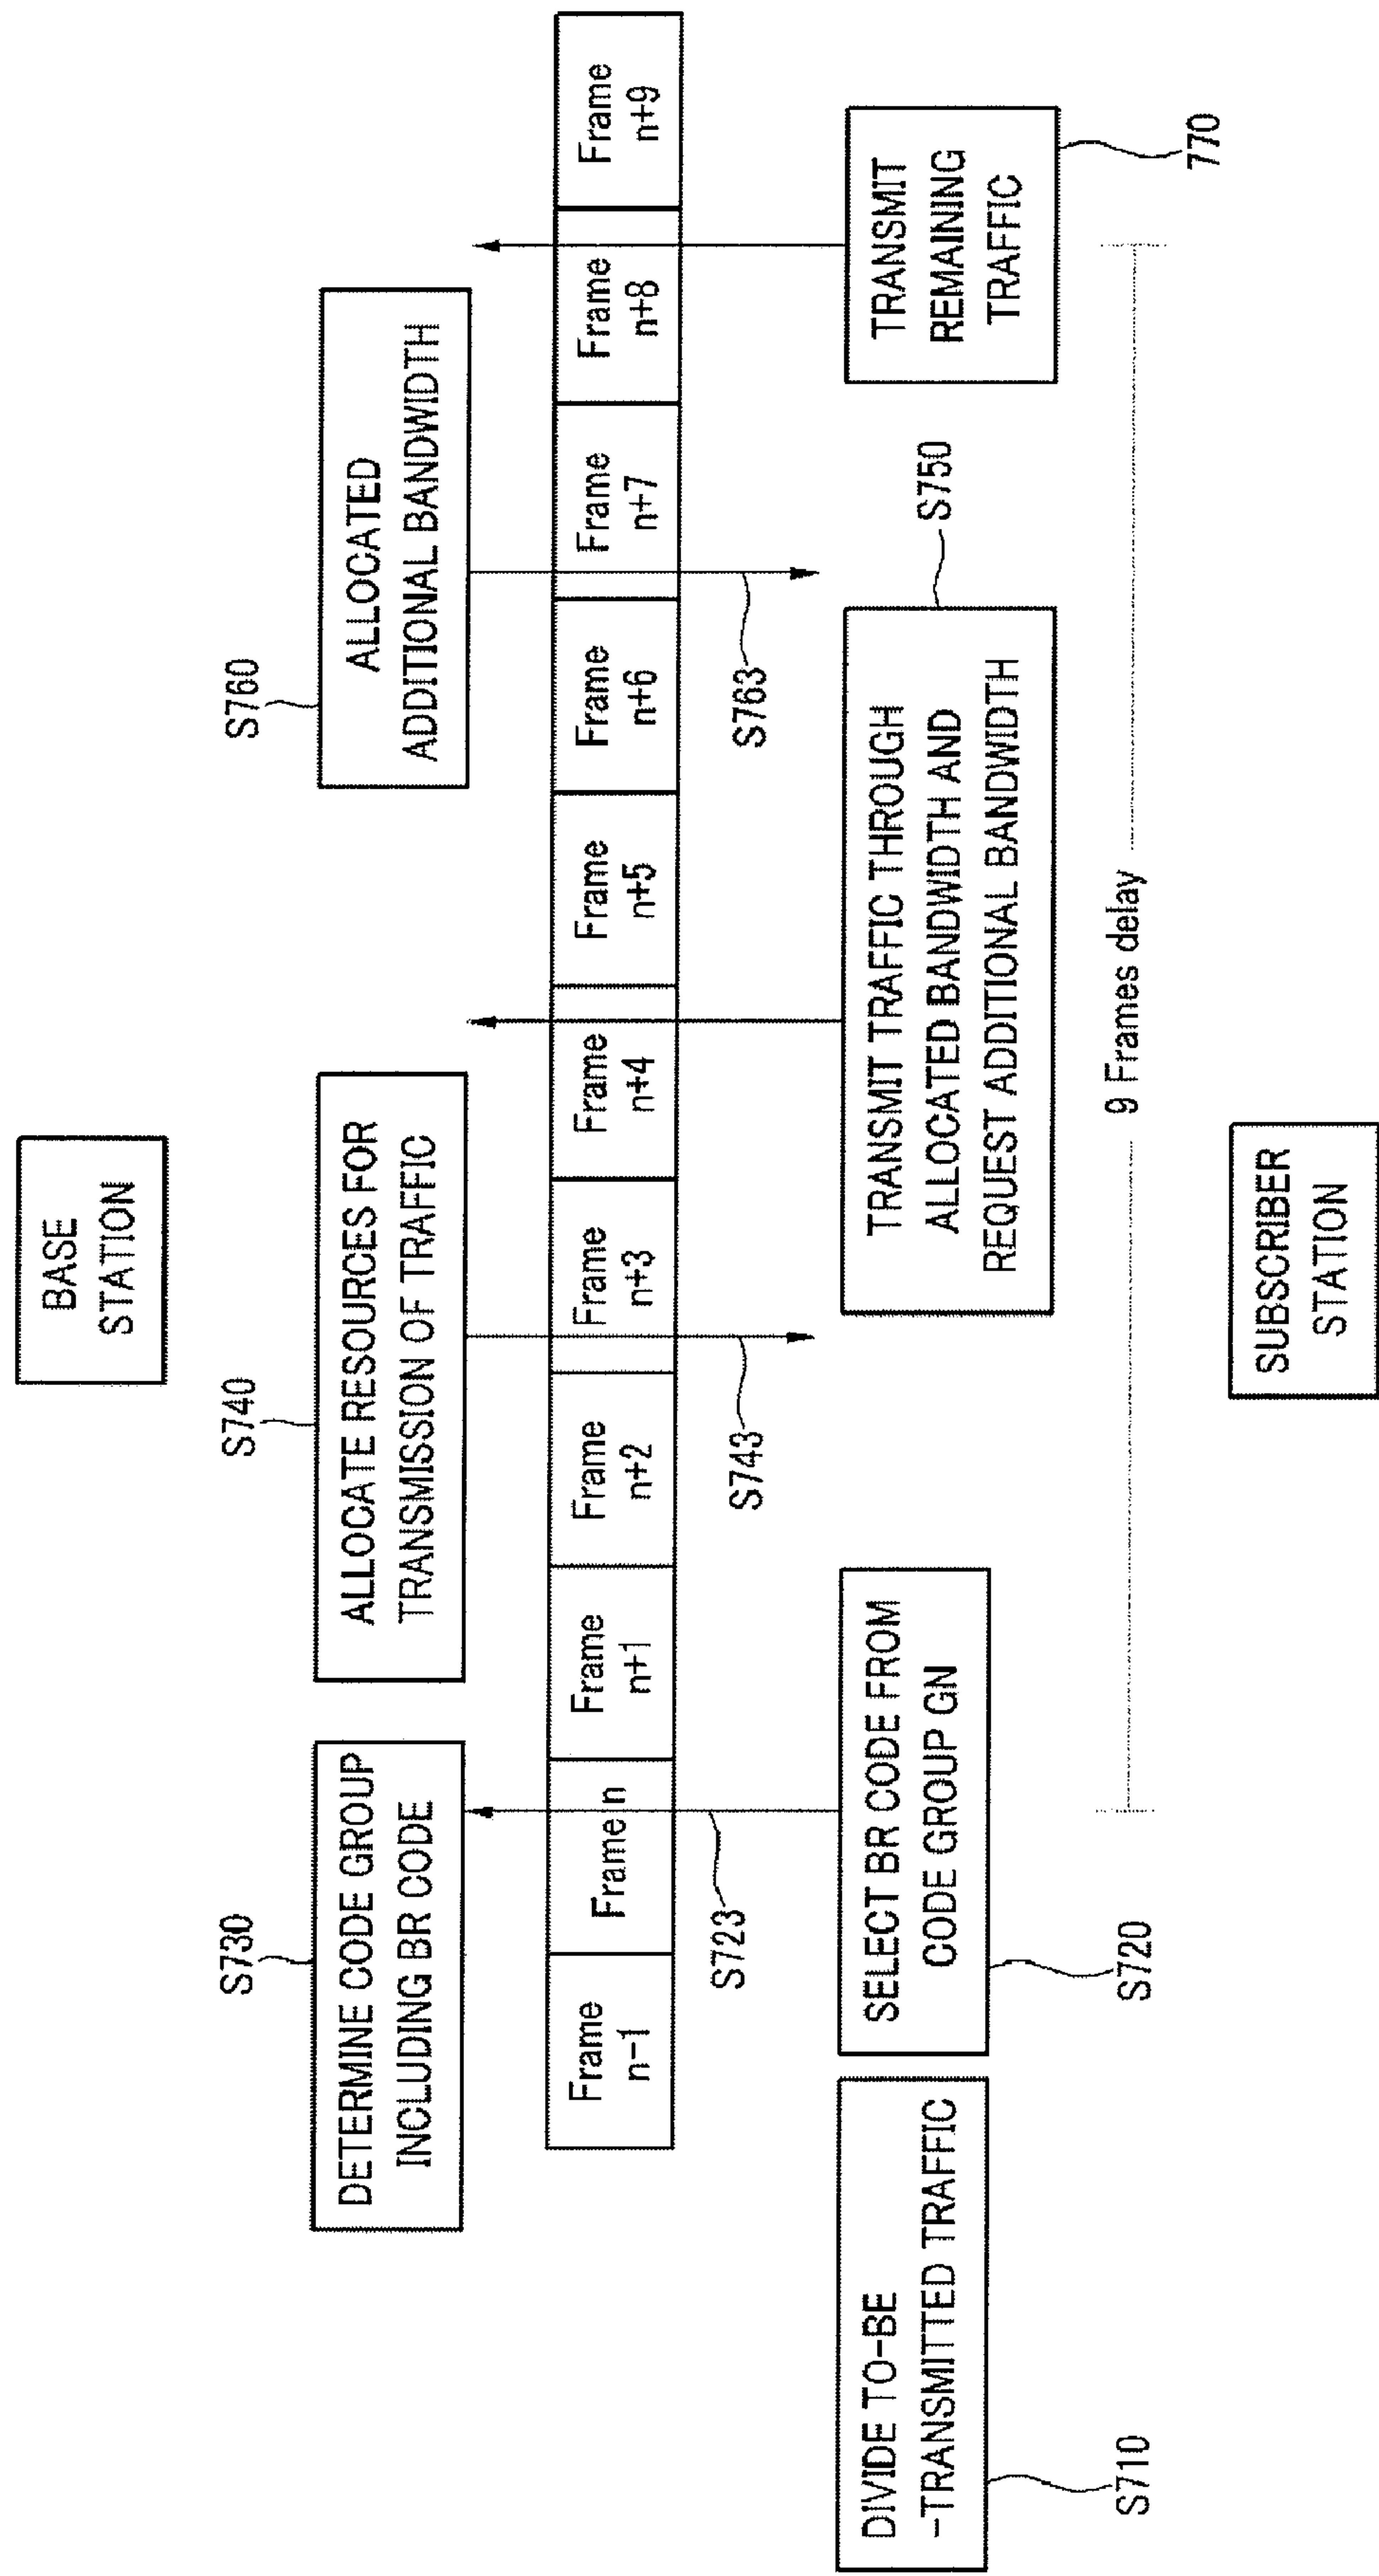 BASE
STATION
S730
DETERMINE CODE GROUP
INCLUDING BR CODE
S740
ALLOCATE RESOURCES FOR
TRANSMISSION OF TRAFFIC
S760
ALLOCATED
ADDITIONAL BANDWIDTH
Frame
n-1
Frame n
Frame
n+1
Frame
n+2
Frame
n+3
Frame
n+4
Frame
n+5
Frame
n+6
Frame
n+7
Frame
n+8
Frame
n+9
S723
S743
S763
DIVIDE TO-BE
-TRANSMITTED TRAFFIC
S710
SELECT BR CODE FROM
CODE GROUP GN
S720
TRANSMIT TRAFFIC THROUGH
ALLOCATED BANDWIDTH AND
REQUEST ADDITIONAL BANDWIDTH
S750
TRANSMIT
REMAINING
TRAFFIC
770
9 Frames delay
SUBSCRIBER
STATION